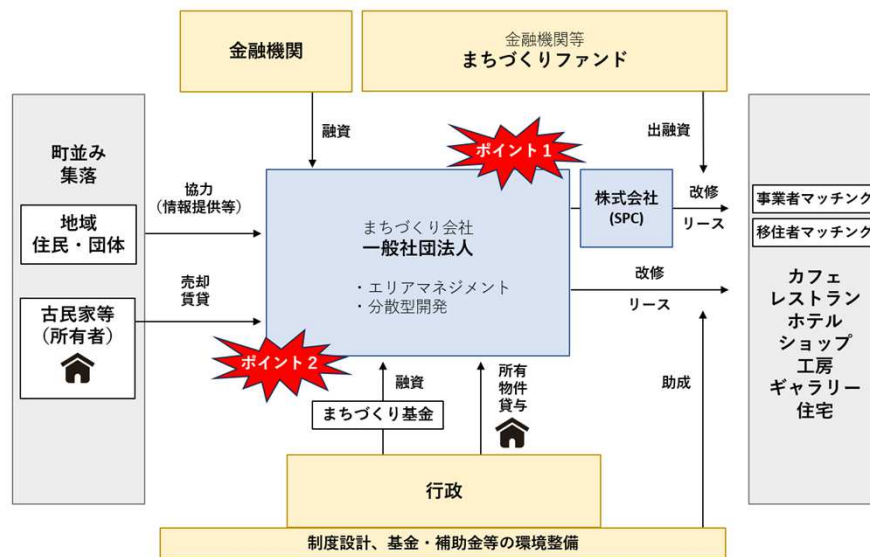 金融機関
金融機関等
まちづくりファンド
融資
出融資
町並み
集落
地域
住民・団体
古民家等
（所有者）
協力
（情報提供等）
売却
賃貸
ポイント１
ポイント２
まちづくり会社
一般社団法人
・エリアマネジメント
・分散型開発
株式会社
(SPC)
改修
リース
改修
リース
事業者マッチング
移住者マッチング
カフェ
レストラン
ホテル
ショップ
工房
ギャラリー
住宅
融資
まちづくり基金
所有
物件
貸与
助成
行政
制度設計、基金・補助金等の環境整備